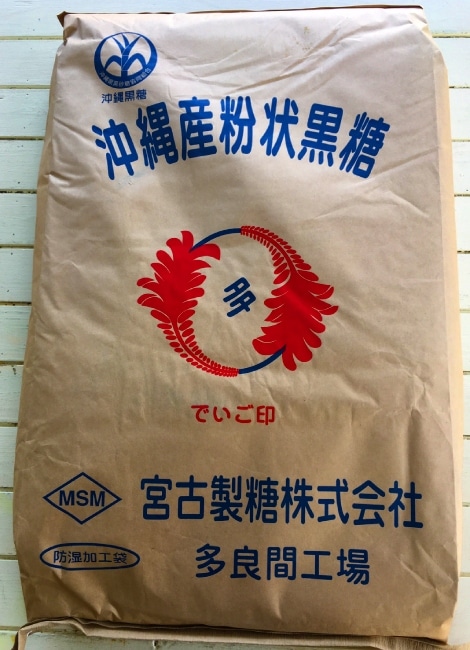 沖縄黒糖
沖縄産粉状黒糖
多
でいご印
MSM
宮古製糖株式会社
防湿加工袋
多良間工場